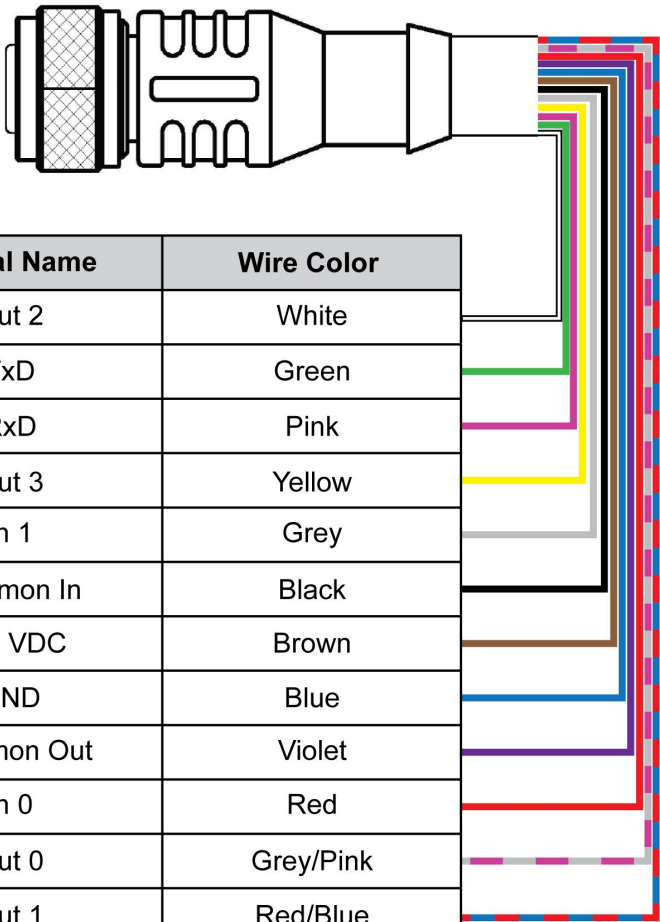 al Name Wire Color
ut 2 White
xD Green
xD Pink
ut 3 Yellow
n 1 Grey
mon In Black
VDC Brown
ND Blue
mon Out Violet
n 0 Red
ut 0 Grey/Pink
ut 1 Red/Blue